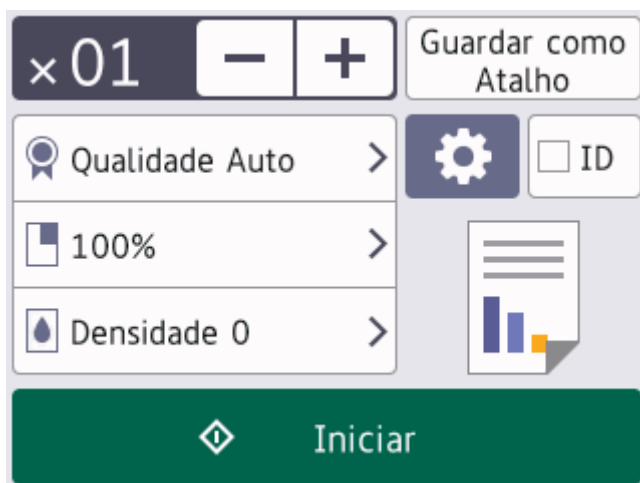 ×01 − +
Guardar como
Atalho
Qualidade Auto
ID
100%
Densidade 0
Iniciar